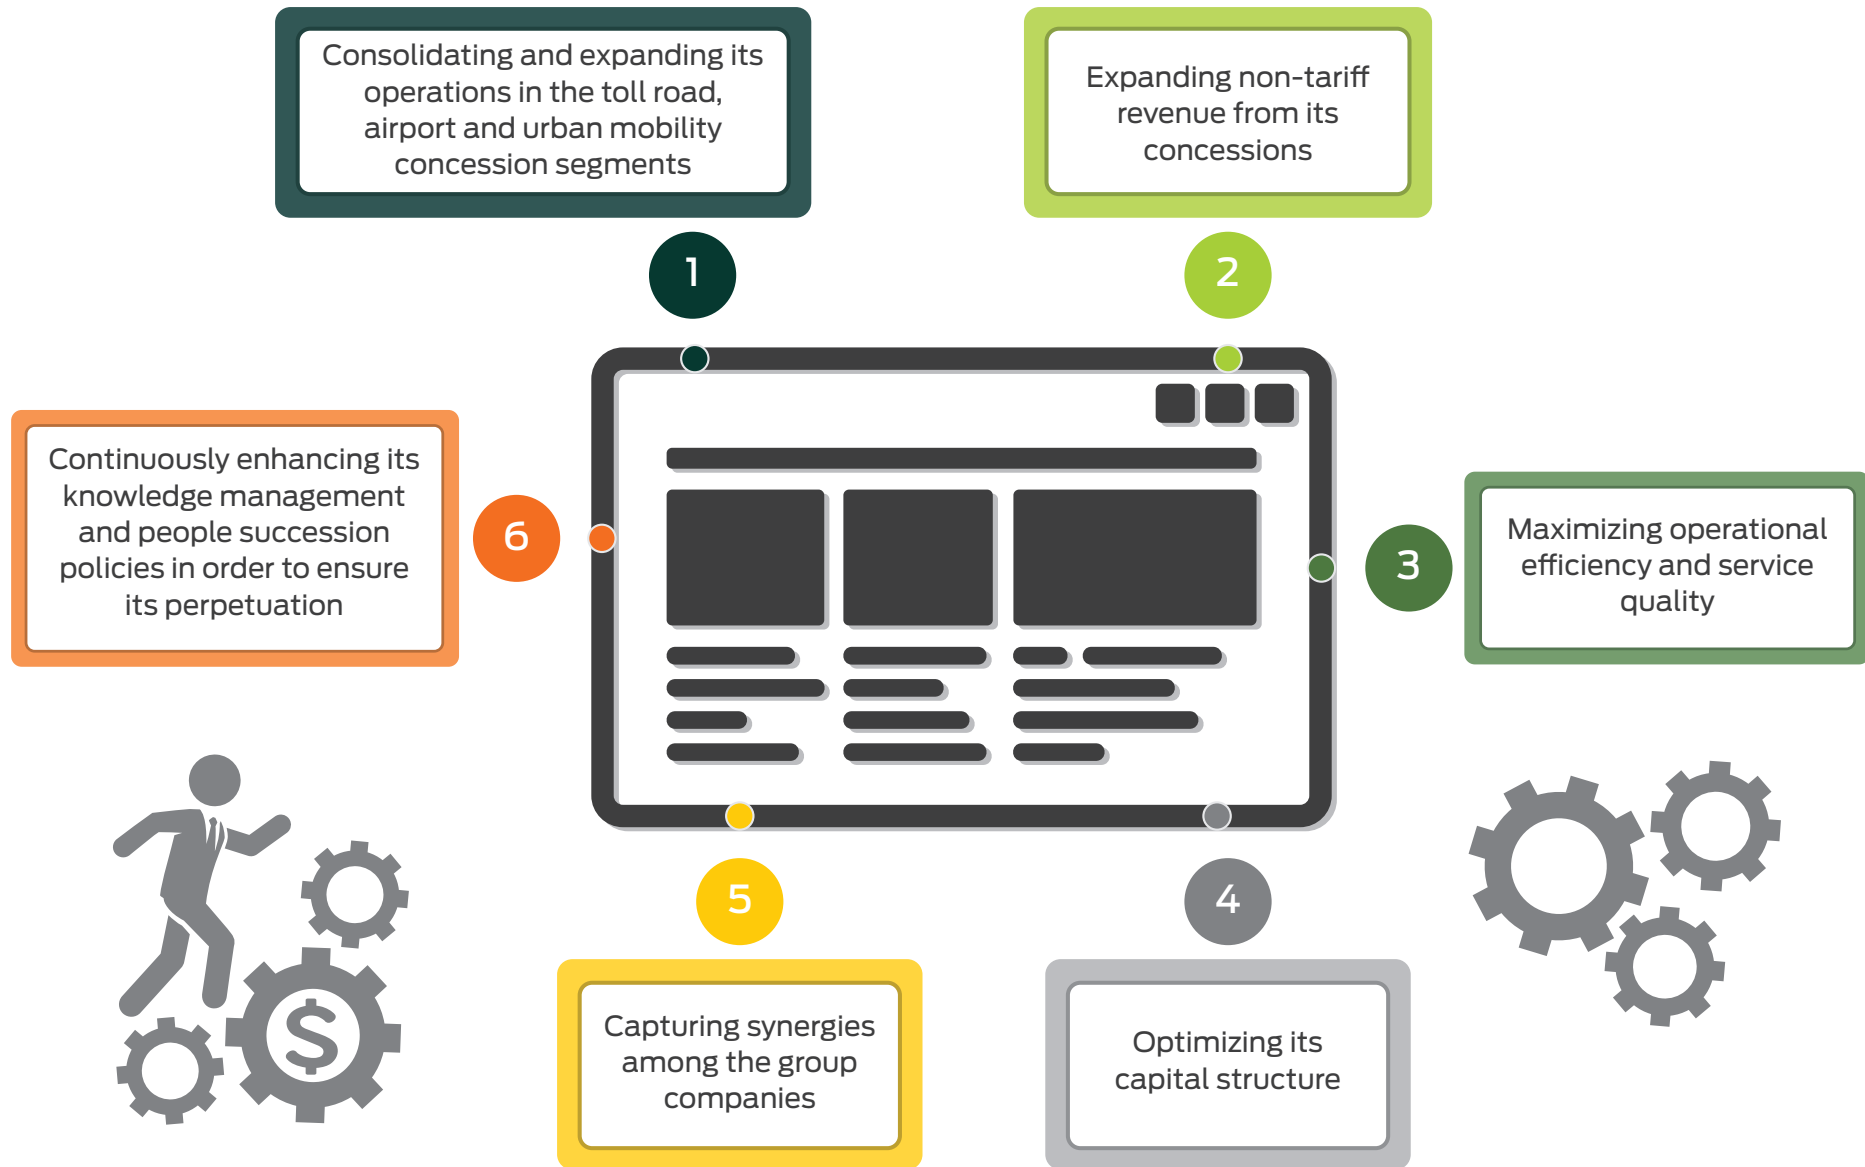 Consolidating and expanding its
operations in the toll road,
airport and urban mobility
concession segments
1
Expanding non-tariff
revenue from its
concessions
2
Maximizing operational
efficiency and service
quality
3
Optimizing its
capital structure
4
Capturing synergies
among the group
companies
5
Continuously enhancing its
knowledge management
and people succession
policies in order to ensure
its perpetuation
6
$